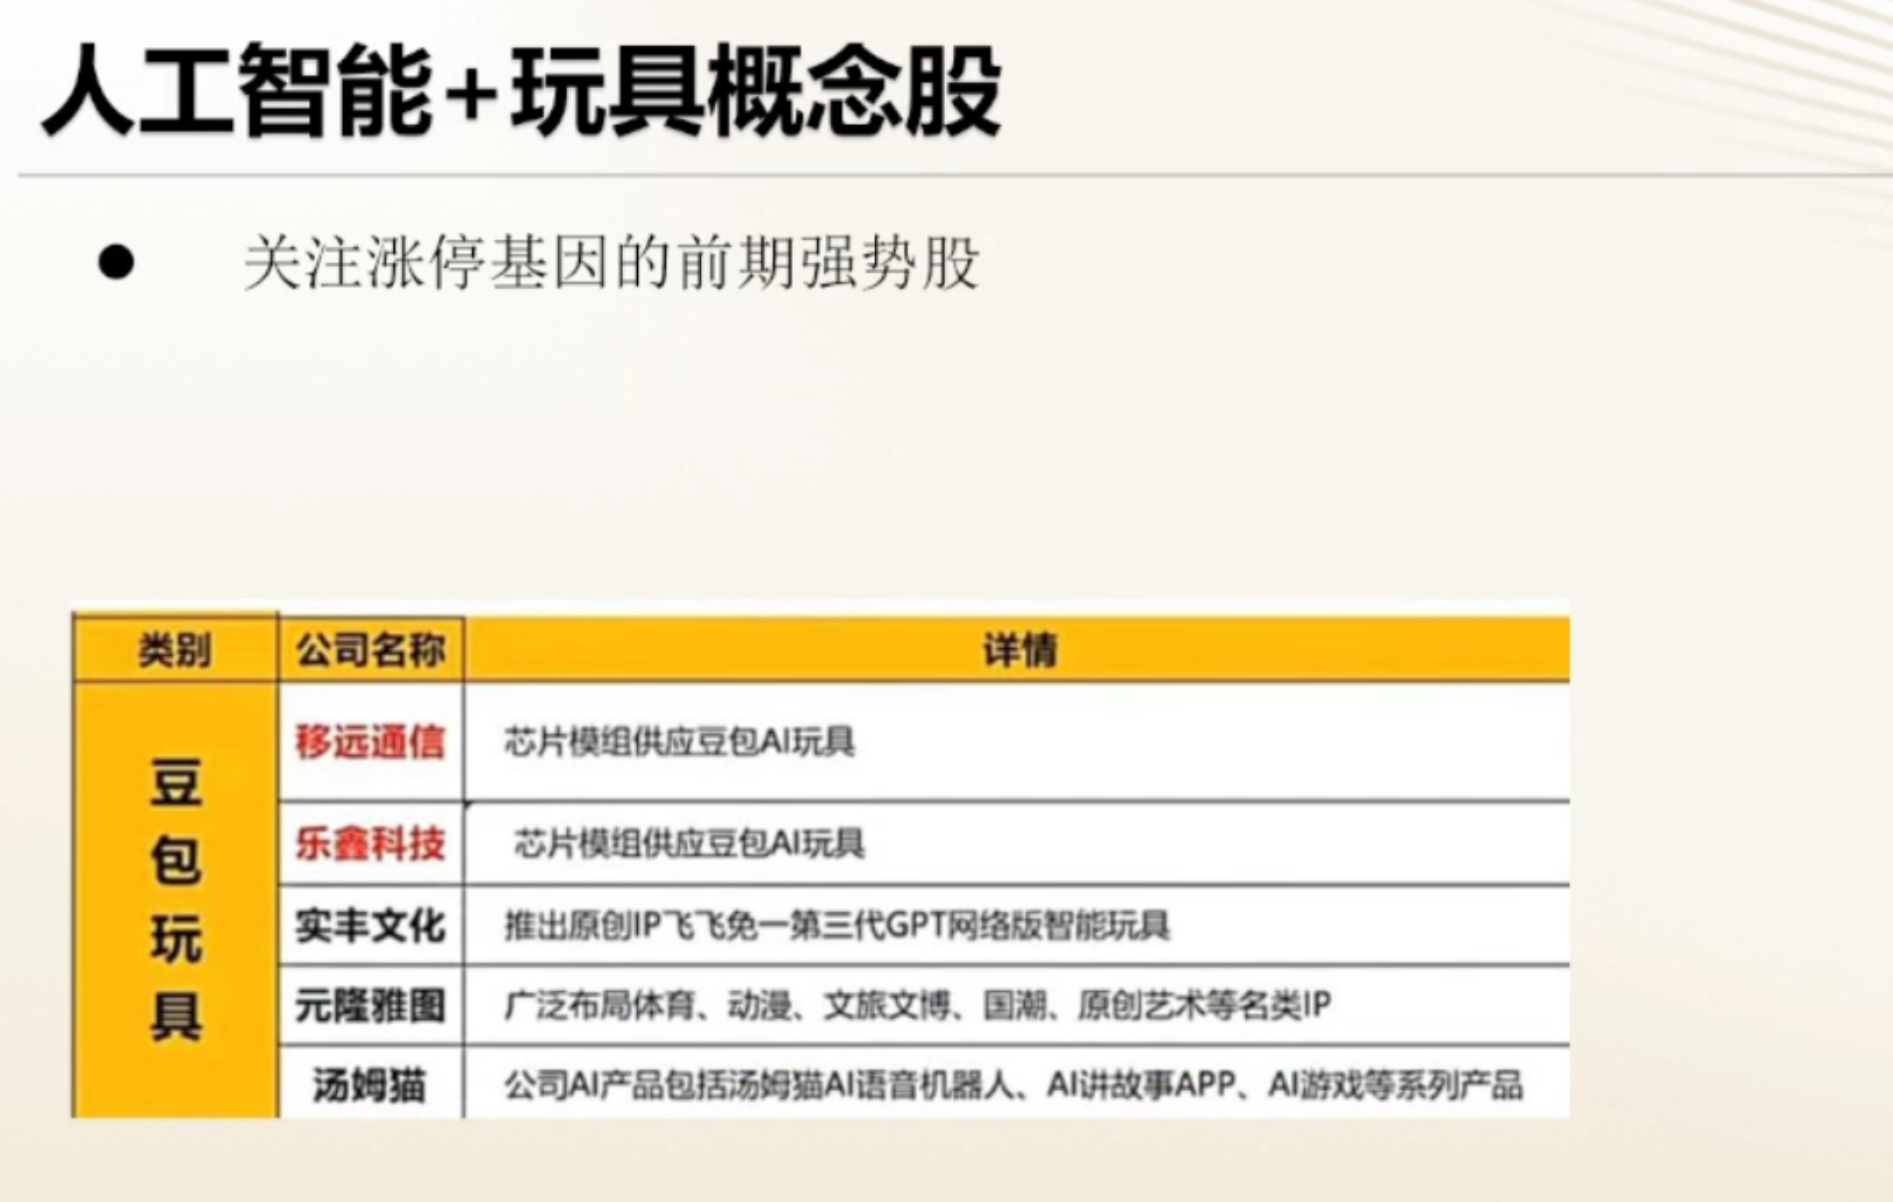 人工智能+玩具概念股
● 关注涨停基因的前期强势股
类别 公司名称 详情
豆包玩具
移远通信 芯片模组供应豆包AI玩具
乐鑫科技 芯片模组供应豆包AI玩具
实丰文化 推出原创IP飞飞免一第三代GPT网络版智能玩具
元隆雅图 广泛布局体育、动漫、文旅文博、国潮、原创艺术等名类IP
汤姆猫 公司AI产品包括汤姆猫AI语音机器人、AI讲故事APP、AI游戏等系列产品